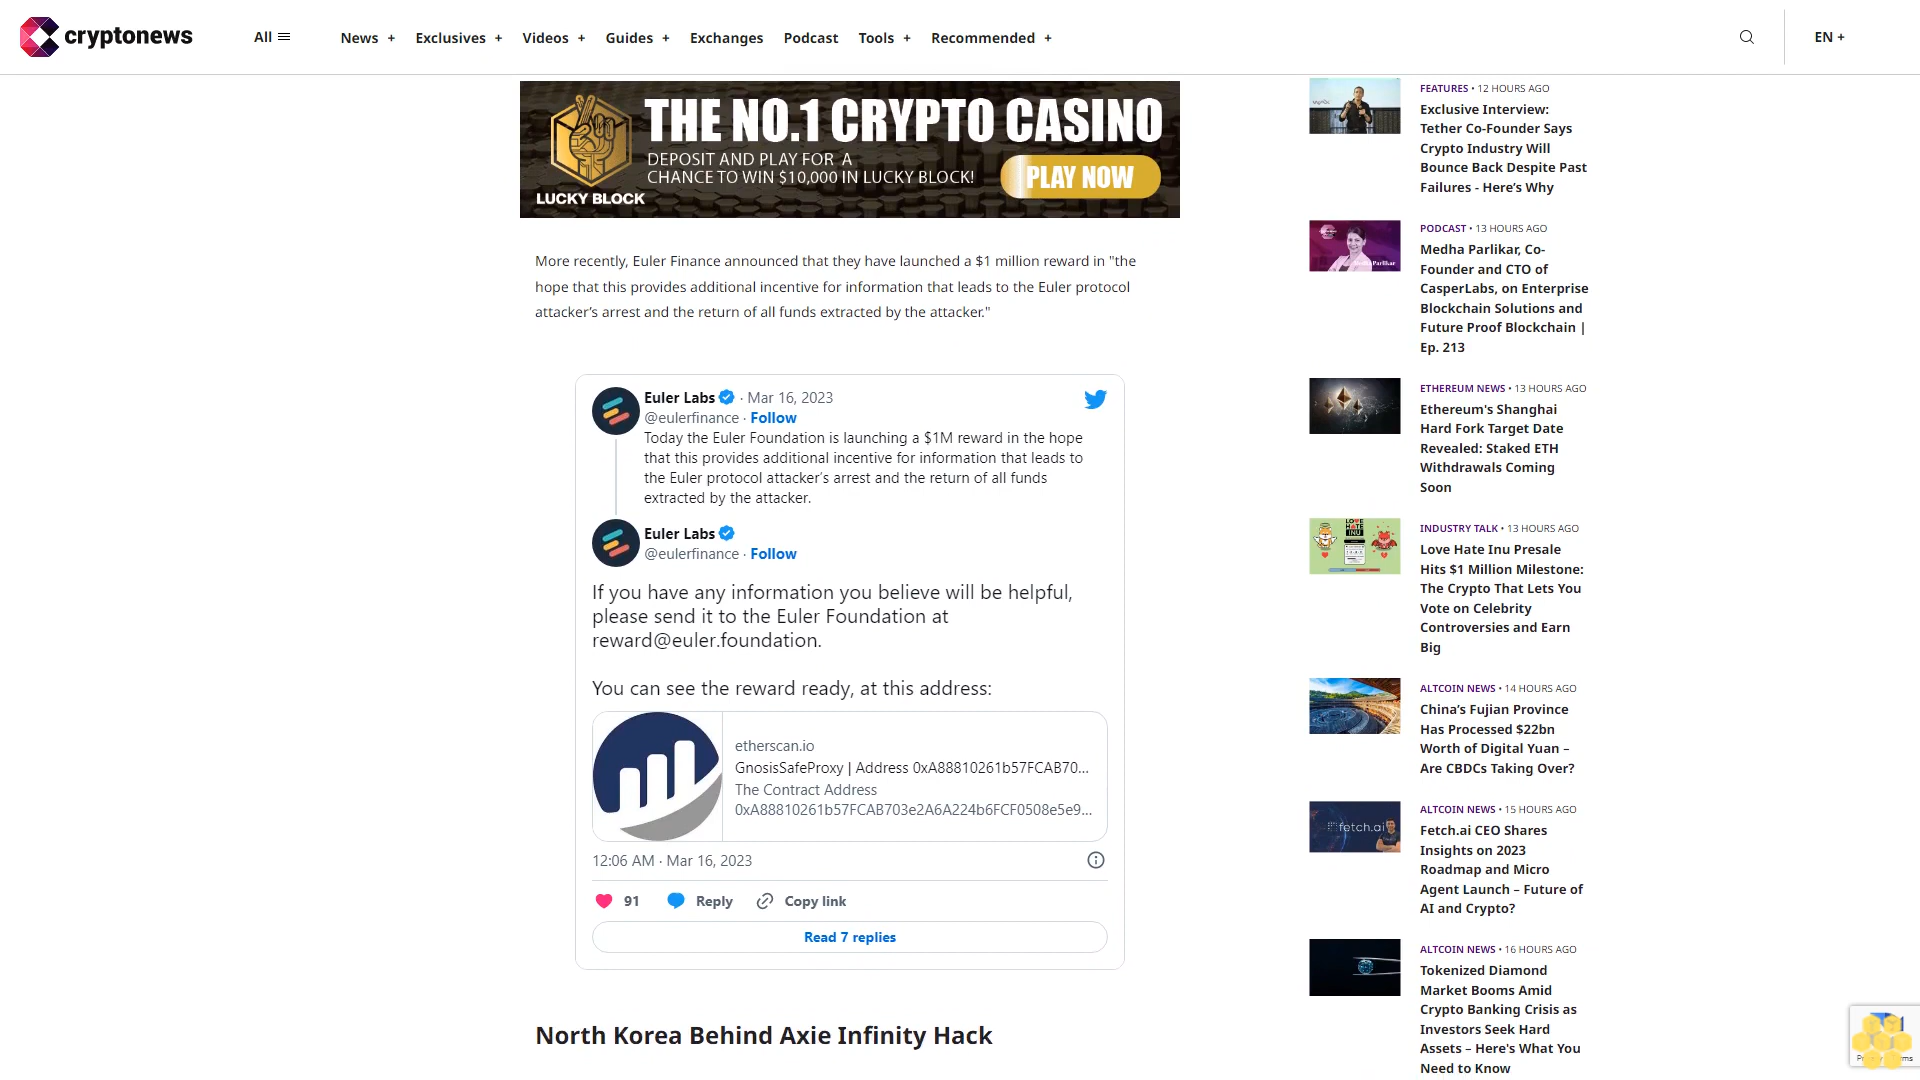 cryptonews
All
News +
Exclusives +
Videos +
Guides +
Exchanges
Podcast
Tools +
Recommended +
EN +
THE NO.1 CRYPTO CASINO
DEPOSIT AND PLAY FOR A
CHANCE TO WIN $10,000 IN LUCKY BLOCK!
PLAY NOW
LUCKY BLOCK
More recently, Euler Finance announced that they have launched a $1 million reward in "the
hope that this provides additional incentive for information that leads to the Euler protocol
attacker’s arrest and the return of all funds extracted by the attacker."
Euler Labs · Mar 16, 2023
@eulerfinance · Follow
Today the Euler Foundation is launching a $1M reward in the hope
that this provides additional incentive for information that leads to
the Euler protocol attacker’s arrest and the return of all funds
extracted by the attacker.
Euler Labs
@eulerfinance · Follow
If you have any information you believe will be helpful,
please send it to the Euler Foundation at
reward@euler.foundation.
You can see the reward ready, at this address:
etherscan.io
GnosisSafeProxy | Address 0xA88810261b57FCAB70...
The Contract Address
0xA88810261b57FCAB703e2A6A224b6FCF0508e5e9...
12:06 AM · Mar 16, 2023
91
Reply
Copy link
Read 7 replies
North Korea Behind Axie Infinity Hack
FEATURES • 12 HOURS AGO
Exclusive Interview:
Tether Co-Founder Says
Crypto Industry Will
Bounce Back Despite Past
Failures - Here’s Why
Medha Parlikar
PODCAST • 13 HOURS AGO
Medha Parlikar, Co-
Founder and CTO of
CasperLabs, on Enterprise
Blockchain Solutions and
Future Proof Blockchain |
Ep. 213
ETHEREUM NEWS • 13 HOURS AGO
Ethereum's Shanghai
Hard Fork Target Date
Revealed: Staked ETH
Withdrawals Coming
Soon
LOVE
HATE
INU
INDUSTRY TALK • 13 HOURS AGO
Love Hate Inu Presale
Hits $1 Million Milestone:
The Crypto That Lets You
Vote on Celebrity
Controversies and Earn
Big
ALTCOIN NEWS • 14 HOURS AGO
China’s Fujian Province
Has Processed $22bn
Worth of Digital Yuan –
Are CBDCs Taking Over?
fetch.ai
ALTCOIN NEWS • 15 HOURS AGO
Fetch.ai CEO Shares
Insights on 2023
Roadmap and Micro
Agent Launch – Future of
AI and Crypto?
ALTCOIN NEWS • 16 HOURS AGO
Tokenized Diamond
Market Booms Amid
Crypto Banking Crisis as
Investors Seek Hard
Assets – Here's What You
Need to Know